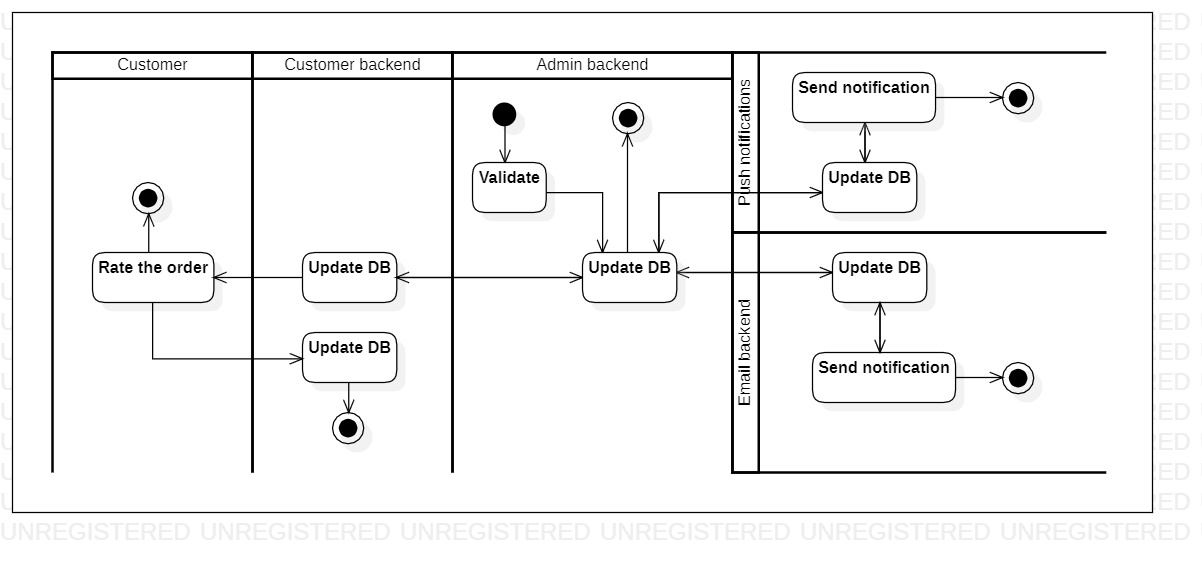 Customer
Customer backend
Admin backend
Push notifications
Send notification
Validate
Update DB
Rate the order
Update DB
Update DB
Update DB
Update DB
Email backend
Send notification
UNREGISTERED UNREGISTERED UNREGISTERED UNREGISTERED UNREGISTERED UNREGISTERED